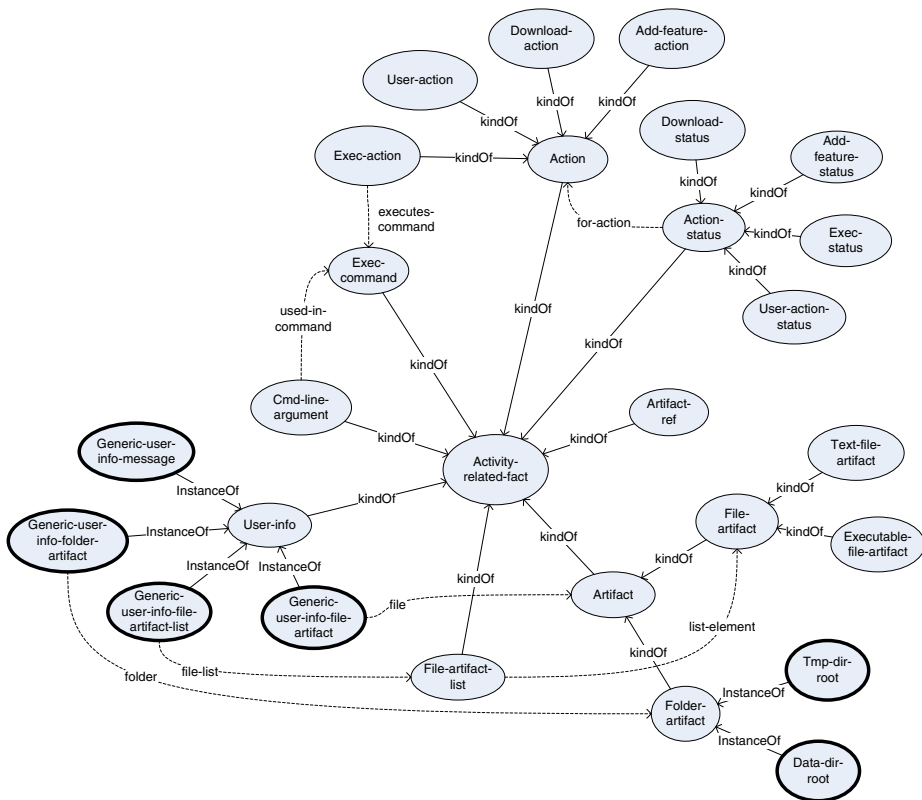 Download-
action
Add-feature-
action
User-action
kindOf
kindOf
kindOf
Exec-action
kindOf
Action
Download-
status
Add-
feature-
status
kindOf
kindOf
executes-
command
for-action
Action-
status
kindOf
Exec-
status
kindOf
Exec-
command
User-action-
status
used-in-
command
kindOf
kindOf
kindOf
Cmd-line-
argument
kindOf
Artifact-
ref
kindOf
Generic-user-
info-message
Activity-
related-fact
Text-file-
artifact
InstanceOf
kindOf
kindOf
Generic-user-
info-folder-
artifact
InstanceOf
User-info
File-
artifact
kindOf
Executable-
file-artifact
InstanceOf
InstanceOf
kindOf
kindOf
kindOf
Generic-
user-info-file-
artifact-list
Generic-
user-info-file-
artifact
file
Artifact
list-element
kindOf
folder
file-list
File-artifact-
list
Tmp-dir-
root
InstanceOf
Folder-
artifact
InstanceOf
Data-dir-
root